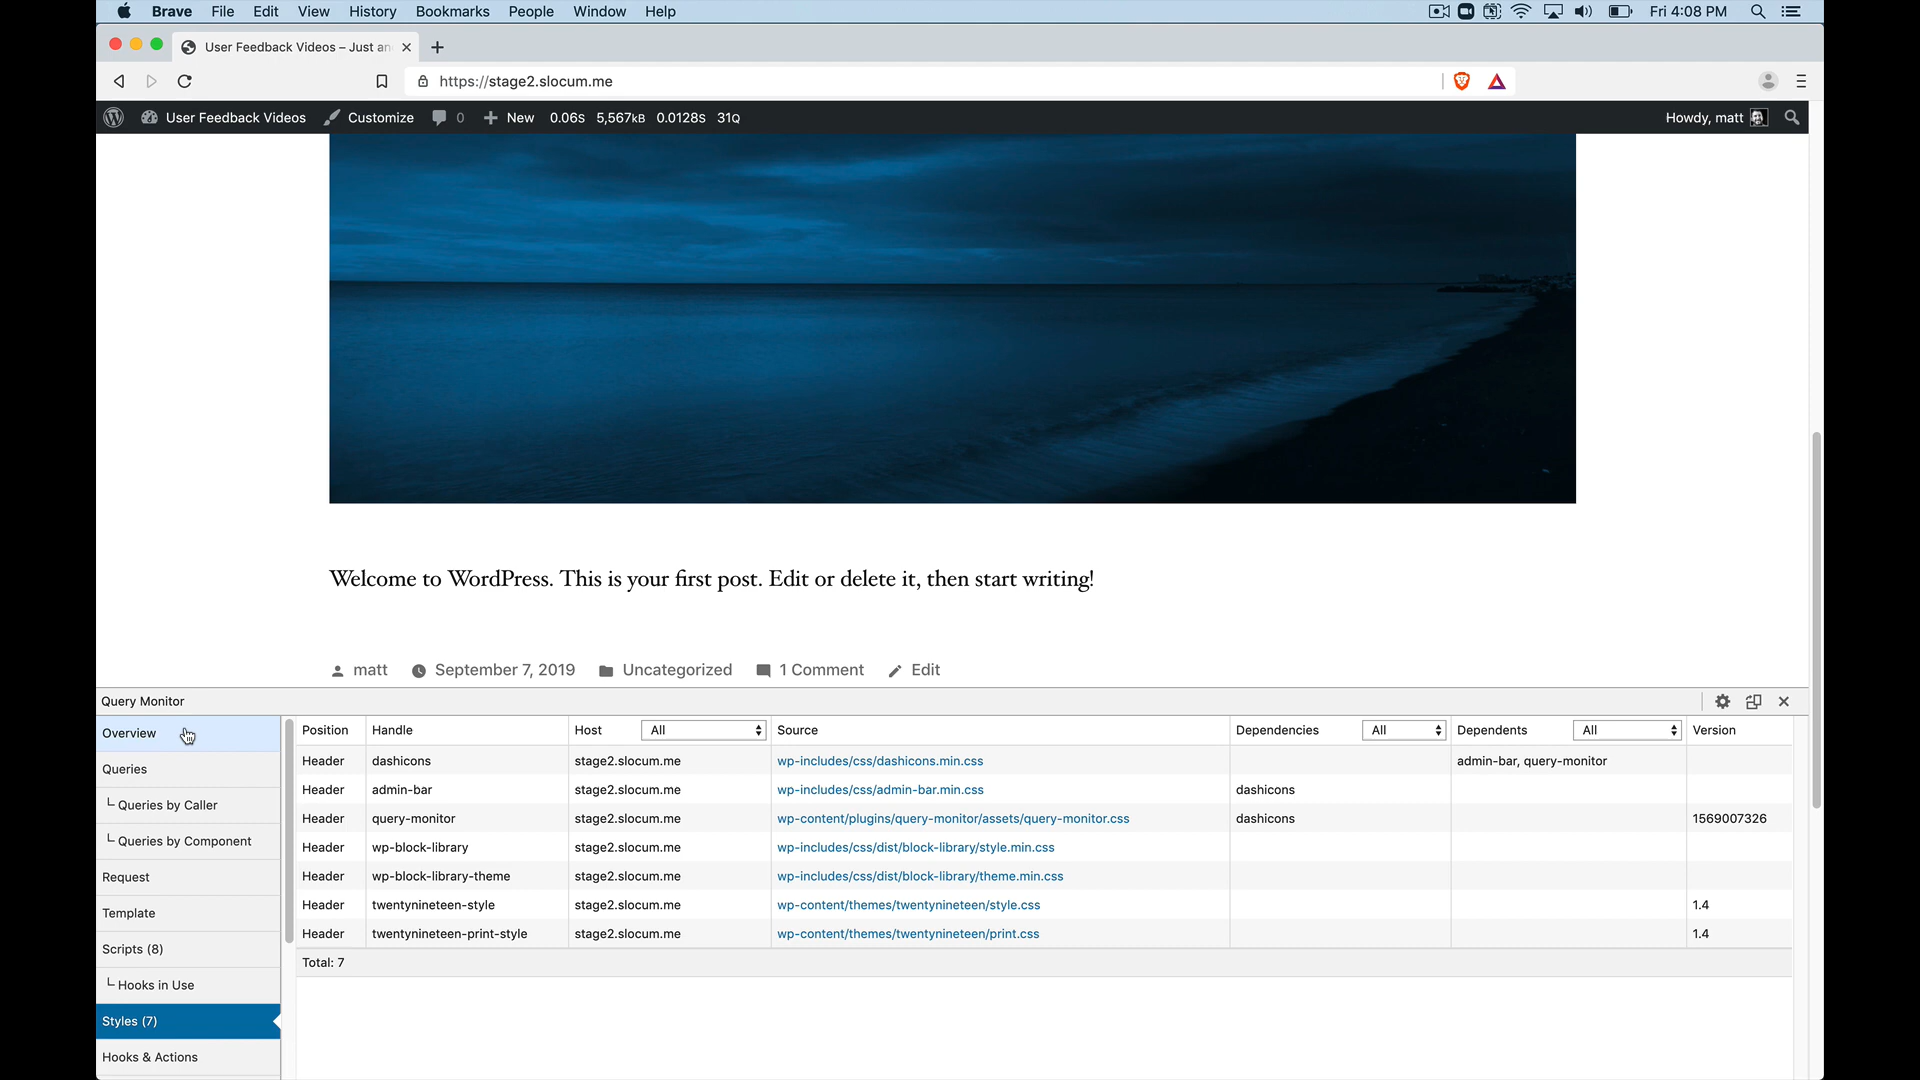 Brave File Edit View History Bookmarks People Window Help Fri 4:08 PM
User Feedback Videos – Just an
https://stage2.slocum.me
User Feedback Videos Customize 0 New 0.06S 5,567kB 0.0128S 31Q Howdy, matt
Welcome to WordPress. This is your first post. Edit or delete it, then start writing!
matt September 7, 2019 Uncategorized 1 Comment Edit
Query Monitor
Overview
Queries
Queries by Caller
Queries by Component
Request
Template
Scripts (8)
Hooks in Use
Styles (7)
Hooks & Actions
Position Handle Host All Source Dependencies All Dependents All Version
Header dashicons stage2.slocum.me wp-includes/css/dashicons.min.css admin-bar, query-monitor
Header admin-bar stage2.slocum.me wp-includes/css/admin-bar.min.css dashicons
Header query-monitor stage2.slocum.me wp-content/plugins/query-monitor/assets/query-monitor.css dashicons 1569007326
Header wp-block-library stage2.slocum.me wp-includes/css/dist/block-library/style.min.css
Header wp-block-library-theme stage2.slocum.me wp-includes/css/dist/block-library/theme.min.css
Header twentynineteen-style stage2.slocum.me wp-content/themes/twentynineteen/style.css 1.4
Header twentynineteen-print-style stage2.slocum.me wp-content/themes/twentynineteen/print.css 1.4
Total: 7